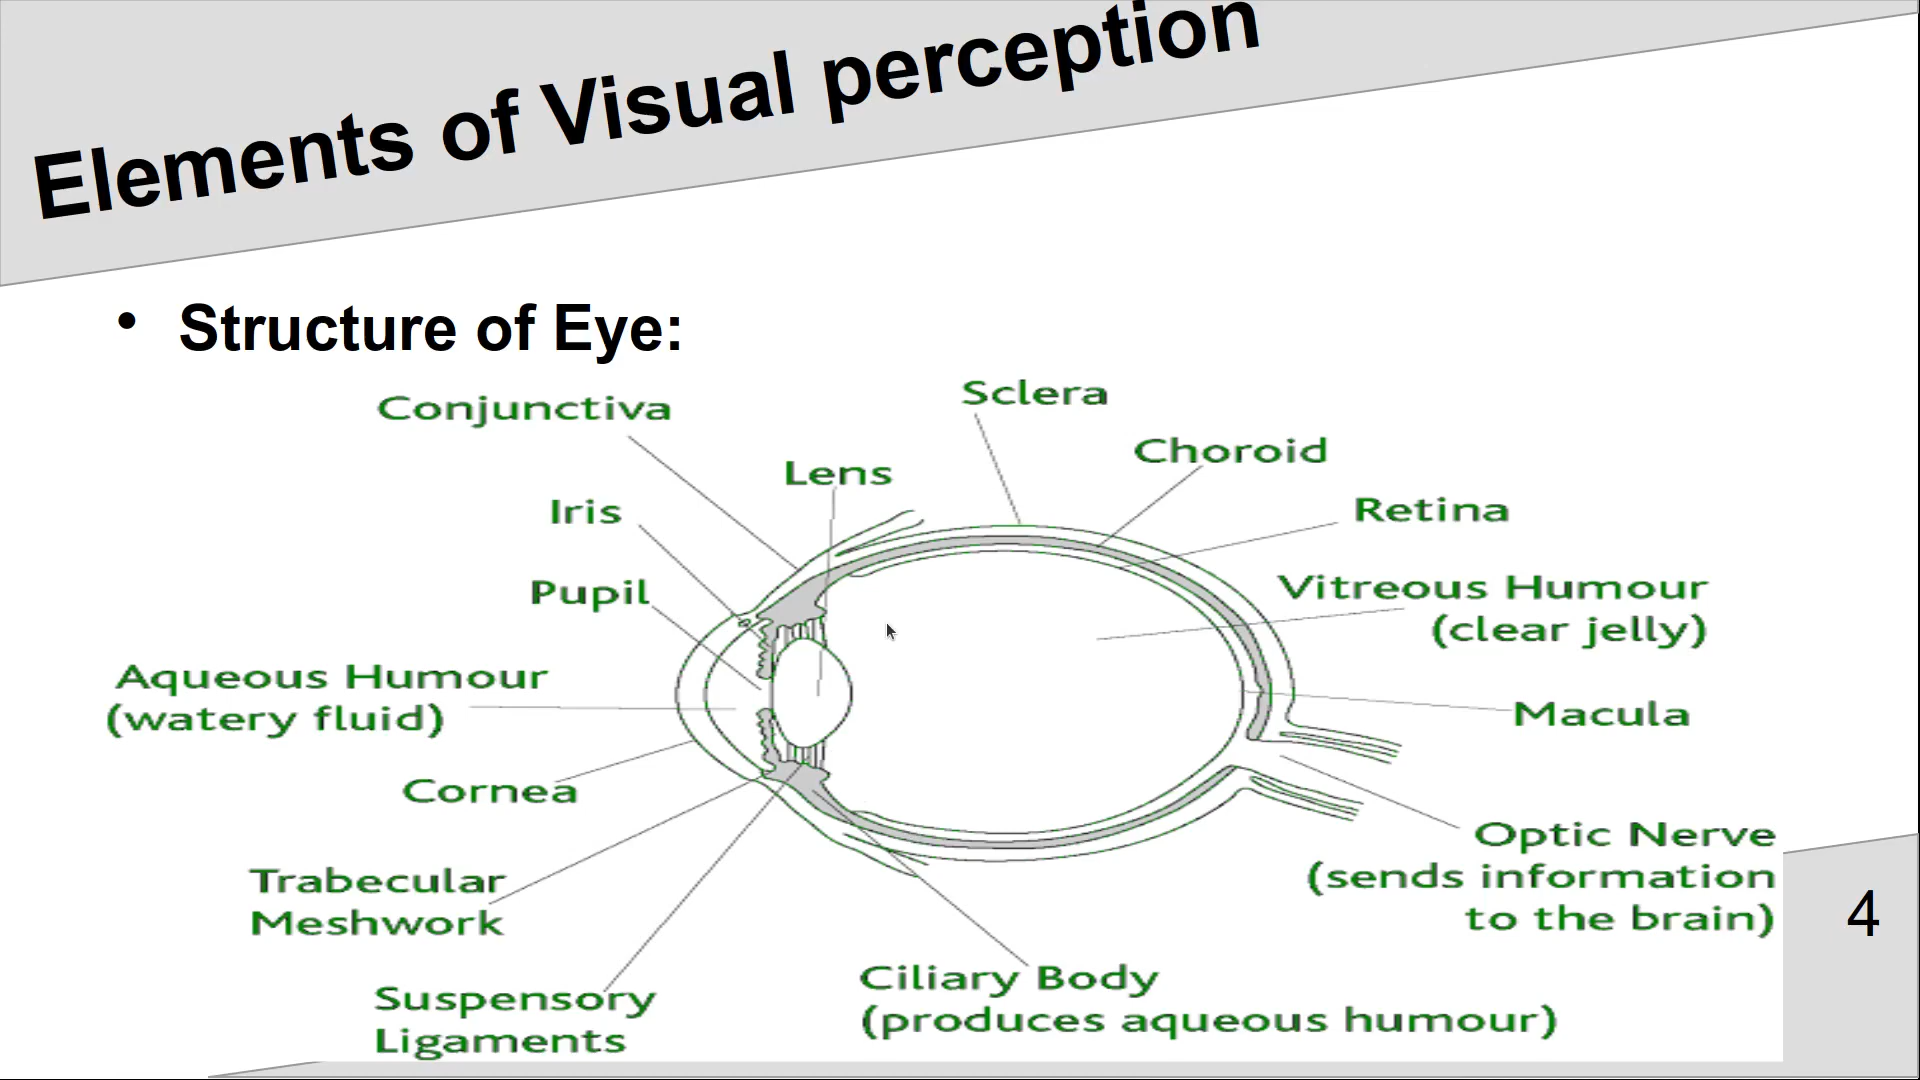 Elements of Visual perception
• Structure of Eye:
Conjunctiva
Sclera
Choroid
Lens
Iris
Retina
Pupil
Vitreous Humour
(clear jelly)
Aqueous Humour
(watery fluid)
Macula
Cornea
Optic Nerve
(sends information
to the brain)
Trabecular
Meshwork
4
Suspensory
Ligaments
Ciliary Body
(produces aqueous humour)